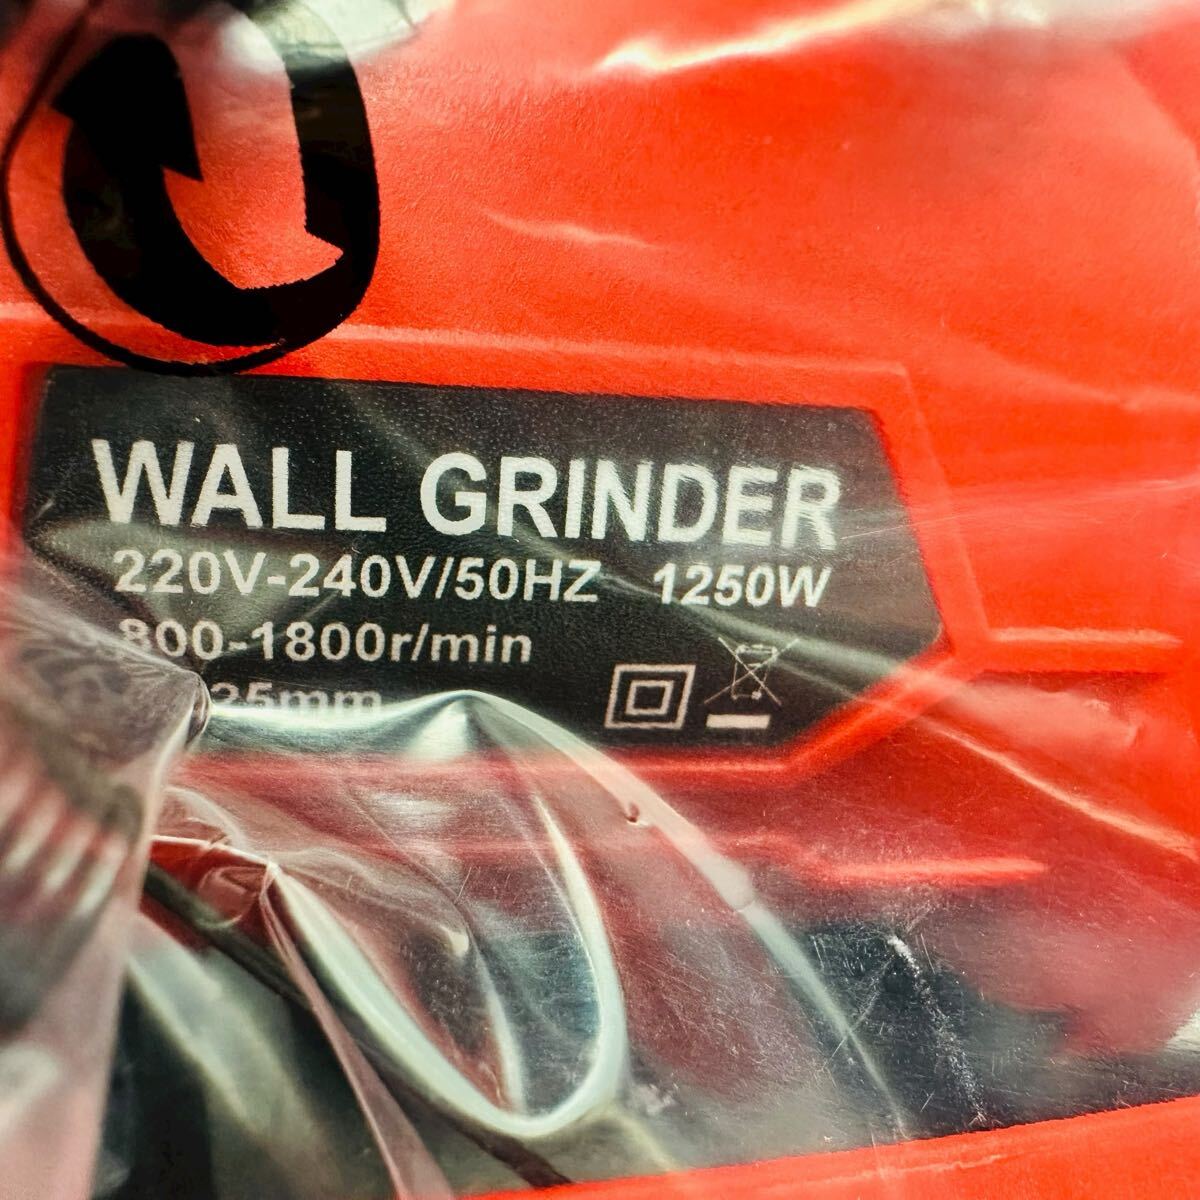 WALL GRINDER
220V-240V/50HZ 1250W
800-1800r/min